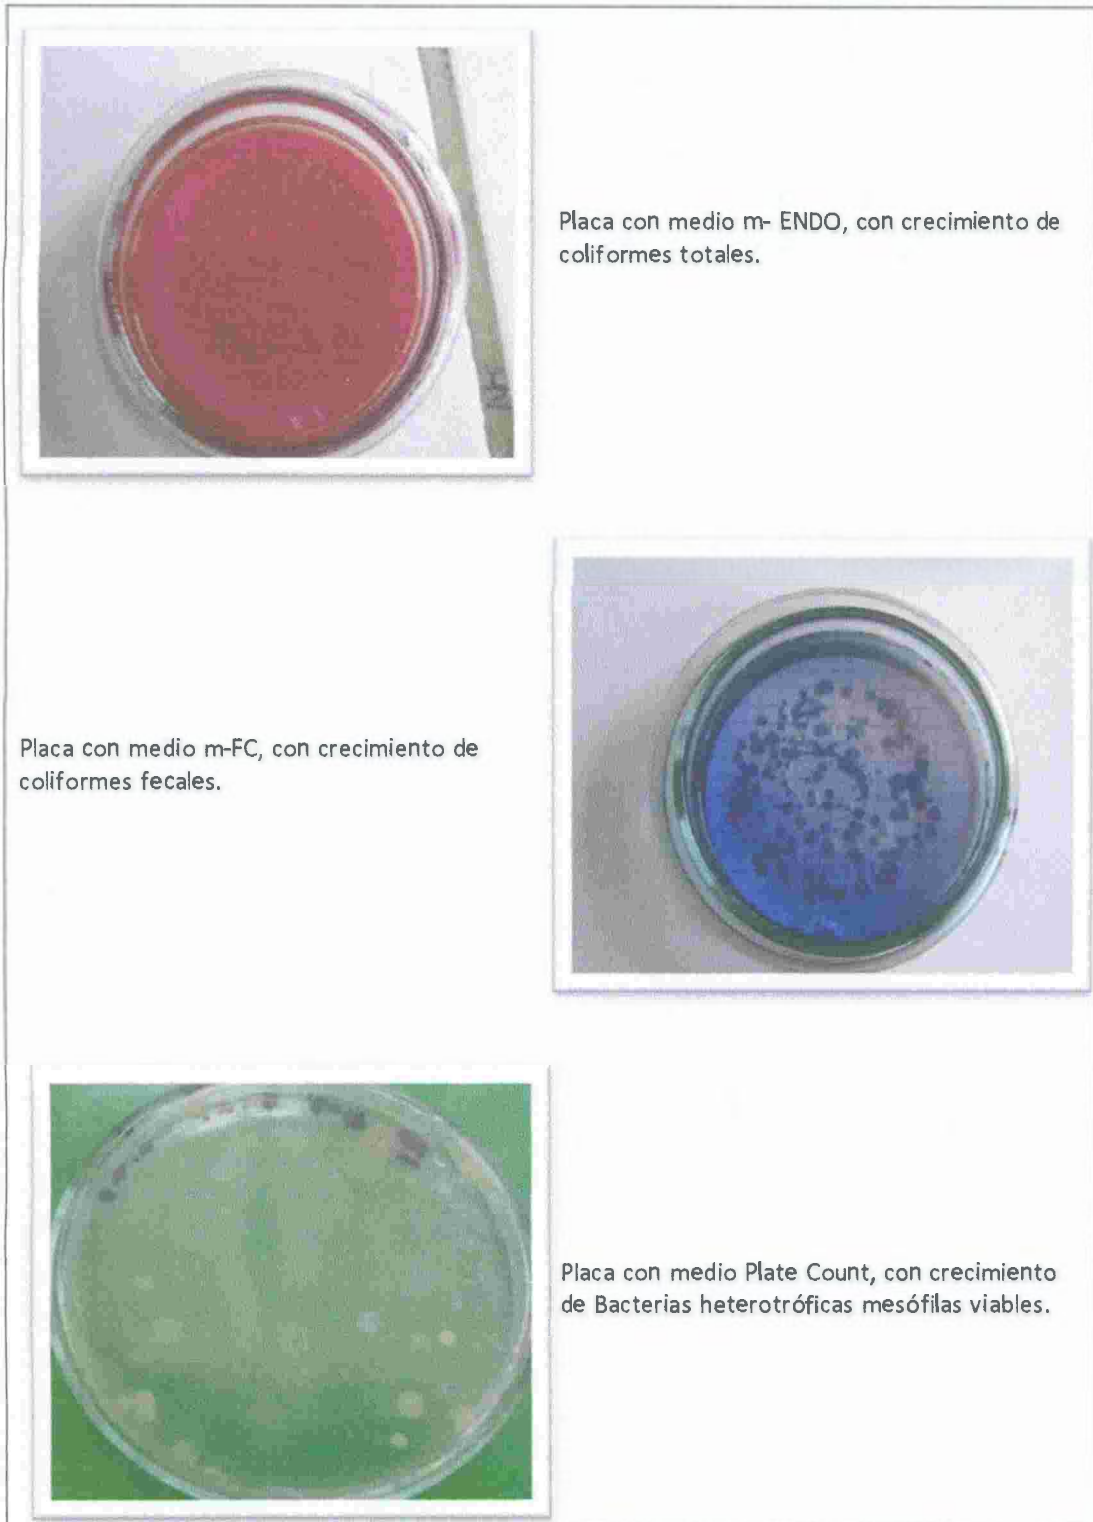 Placa con medio m- ENDO, con crecimiento de
coliformes totales.
Placa con medio m-FC, con crecimiento de
coliformes fecales.
Placa con medio Plate Count, con crecimiento
de Bacterias heterotróficas mesófilas viables.